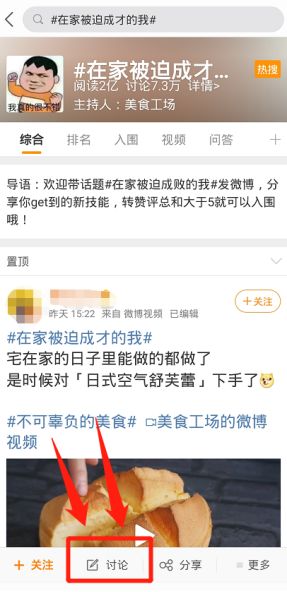 #在家被迫成才的我#
#在家被迫成才...
热搜
阅读2亿 讨论7.3万 详情>
主持人：美食工场
我真的很不错
综合 排名 入围 视频 问答
导语：欢迎带话题#在家被迫成败的我#发微博，分
享你get到的新技能，转赞评总和大于5就可以入围
哦！
置顶
+关注
昨天 15:22 来自 微博视频 已编辑
#在家被迫成才的我#
宅在家的日子里能做的都做了
是时候对「日式空气舒芙蕾」下手了
#不可辜负的美食# 美食工场的微博
视频
+ 关注 讨论 分享 更多